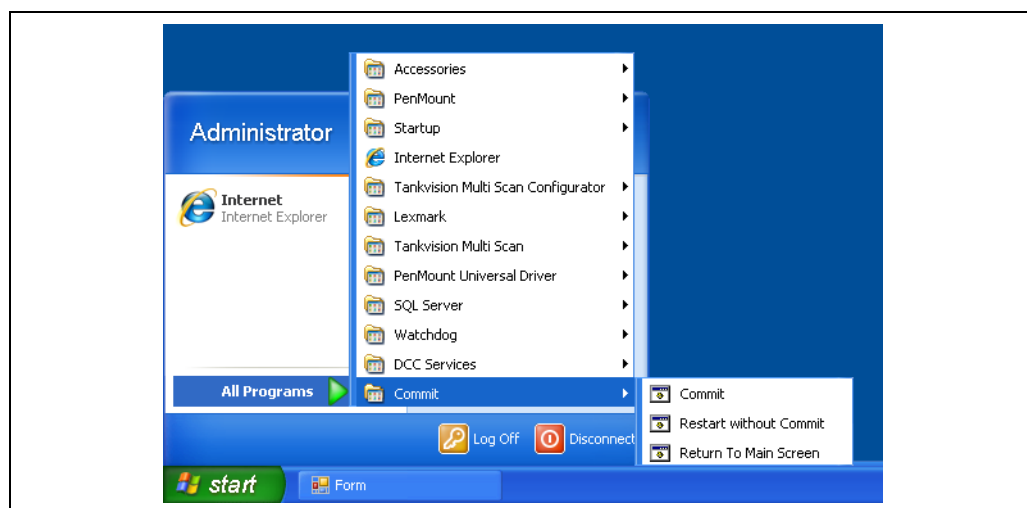 Administrator
Internet
Internet Explorer
All Programs
Accessories
PenMount
Startup
Internet Explorer
Tankvision Multi Scan Configurator
Lexmark
Tankvision Multi Scan
PenMount Universal Driver
SQL Server
Watchdog
DCC Services
Commit
Commit
Restart without Commit
Return To Main Screen
Log Off
Disconnect
start
Form